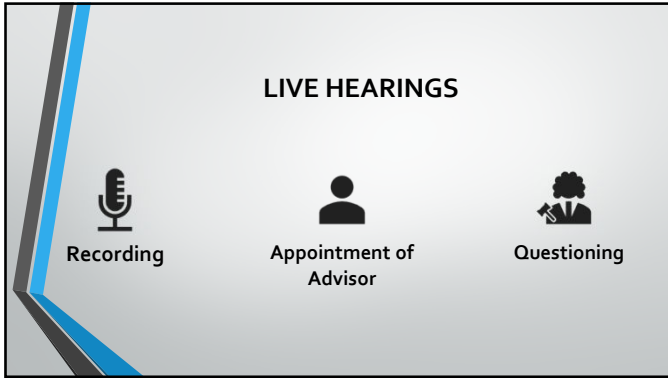 LIVE HEARINGS
Recording
Appointment of
Advisor
Questioning